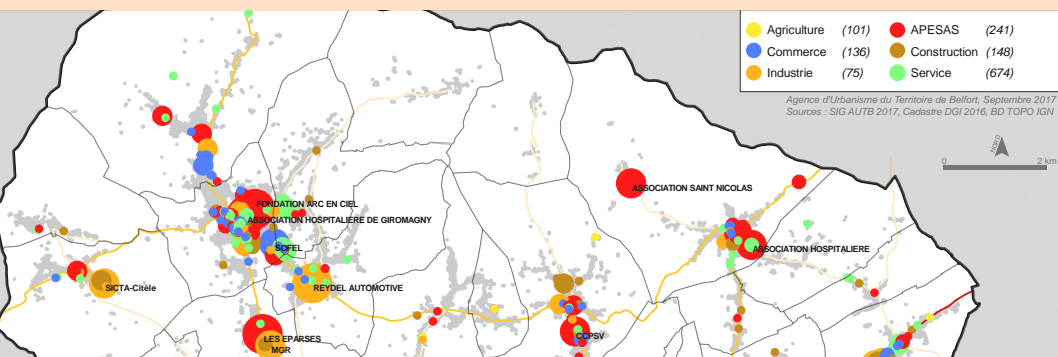 Agriculture (101)
APESAS (241)
Commerce (136)
Construction (148)
Industrie (75)
Service (674)
Agence d'Urbanisme du Territoire de Belfort, Septembre 2017
Sources : SIG AUTB 2017, Cadastre DGI 2016, BD TOPO IGN
NORD
0 2 km
ASSOCIATION SAINT NICOLAS
FONDATION ARC EN CIEL
ASSOCIATION HOSPITALIERE DE GIROMAGNY
SOFEL
ASSOCIATION HOSPITALIERE
SICTA-Citèle
REYDEL AUTOMOTIVE
LES EPARSES
CCPSV
MGR